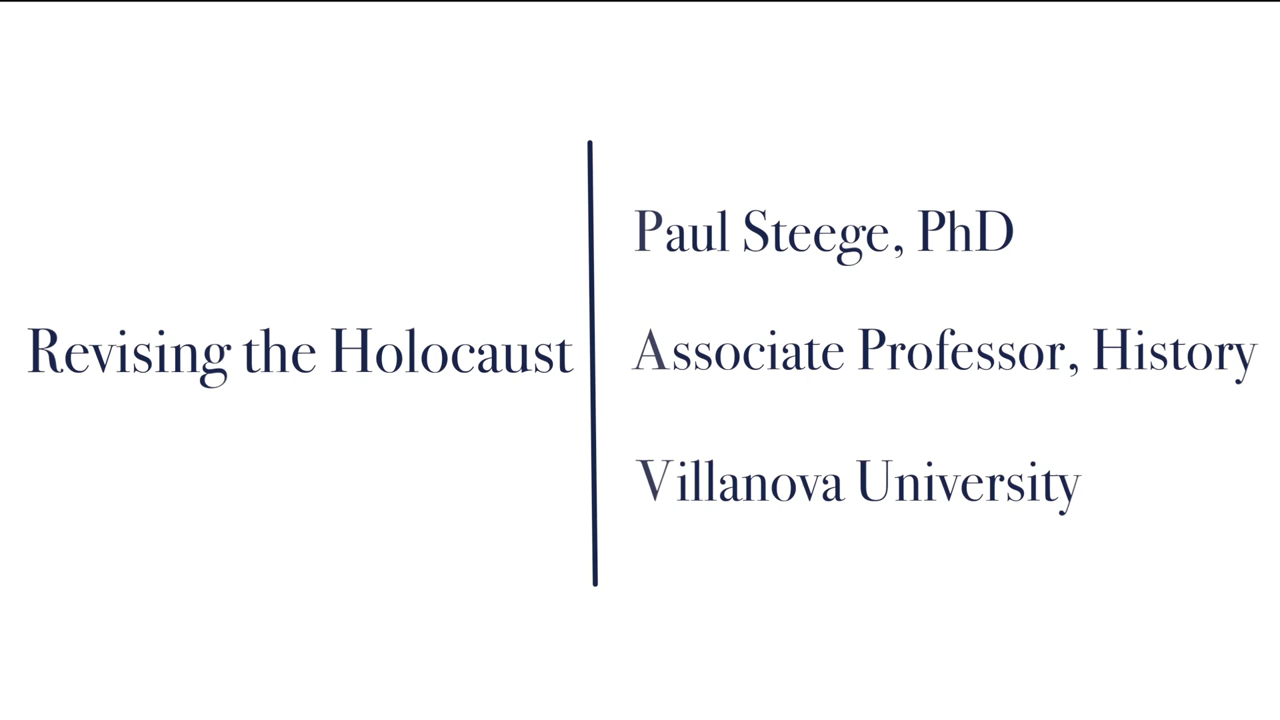 Revising the Holocaust
Paul Steege, PhD
Associate Professor, History
Villanova University